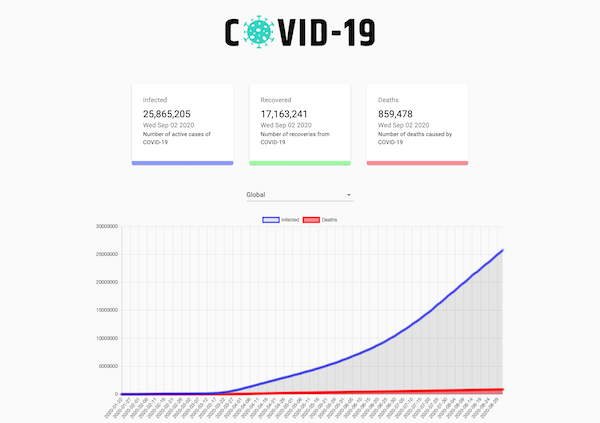 COVID-19
Infected
25,865,205
Wed Sep 02 2020
Number of active cases of
COVID-19
Recovered
17,163,241
Wed Sep 02 2020
Number of recoveries from
COVID-19
Deaths
859,478
Wed Sep 02 2020
Number of deaths caused by
COVID-19
Global
Infected
Deaths
30000000
25000000
20000000
15000000
10000000
5000000
0